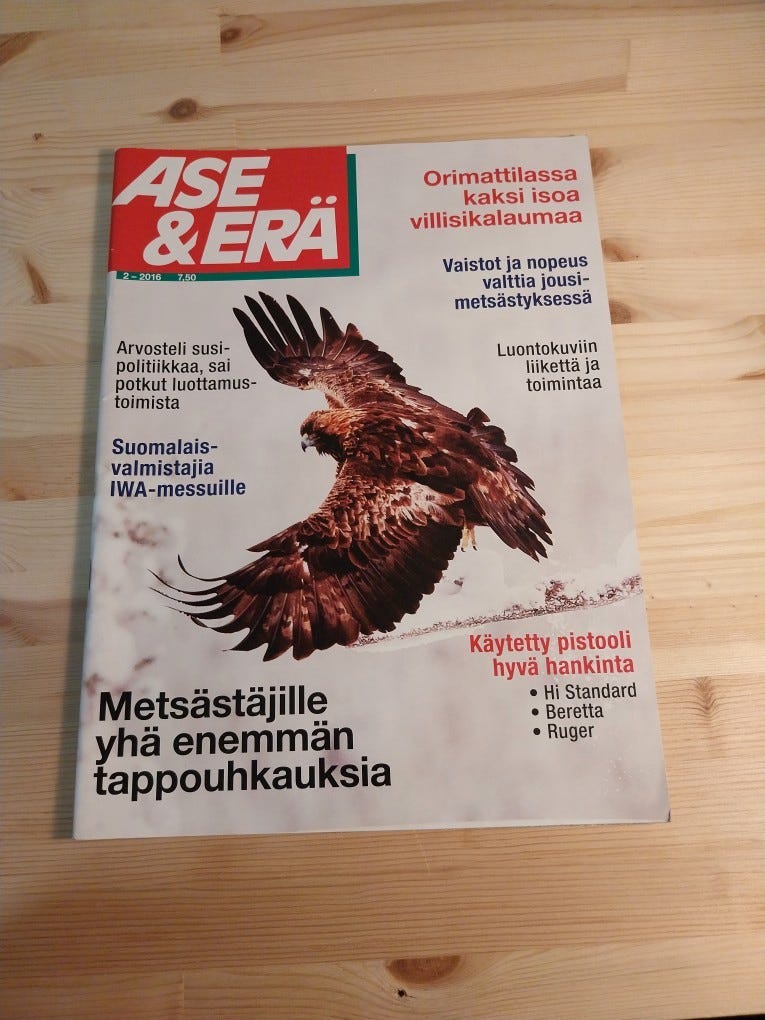 ASE
& ERÄ
2 – 2016 7,50
Orimattilassa
kaksi isoa
villisikalaumaa
Vaistot ja nopeus
valttia jousi-
metsästyksessä
Arvosteli susi-
politiikkaa, sai
potkut luottamus-
toimista
Luontokuviin
liikettä ja
toimintaa
Suomalais-
valmistajia
IWA-messuille
Käytetty pistooli
hyvä hankinta
• Hi Standard
• Beretta
• Ruger
Metsästäjille
yhä enemmän
tappouhkauksia